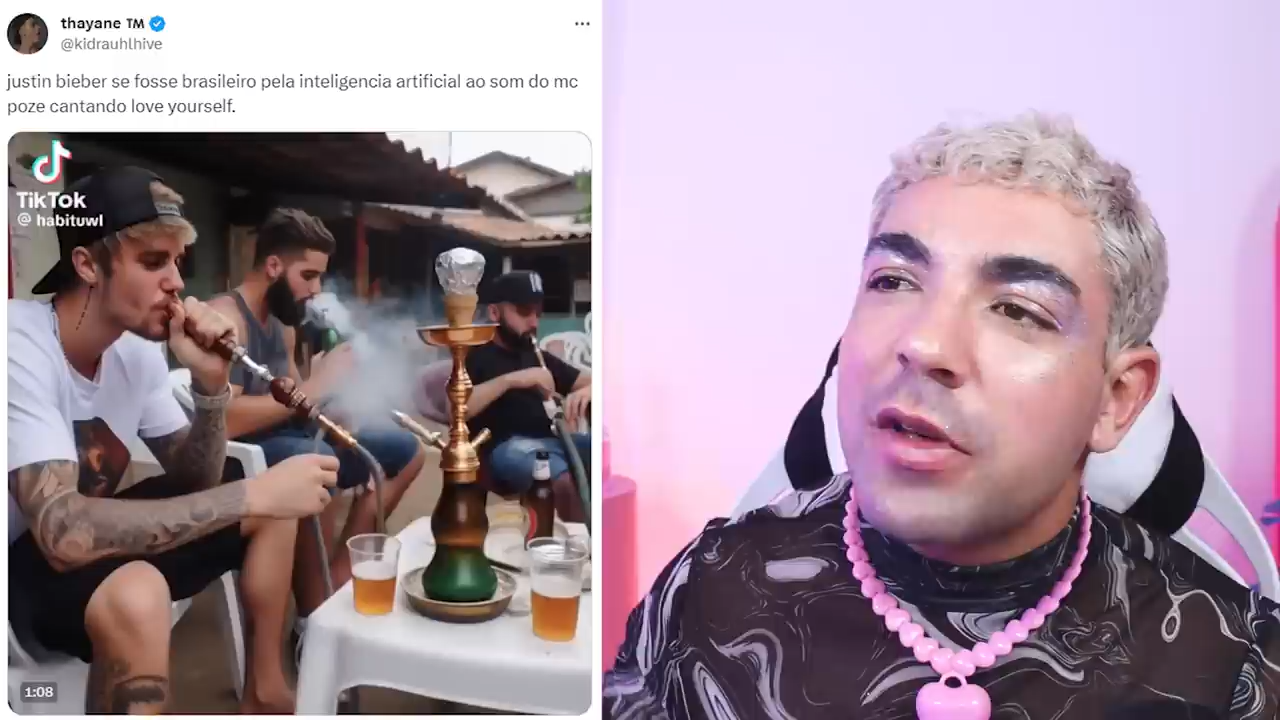 thayane TM
@kidrauhlhive
justin bieber se fosse brasileiro pela inteligencia artificial ao som do mc
poze cantando love yourself.
TikTok
@ habituwl
1:08